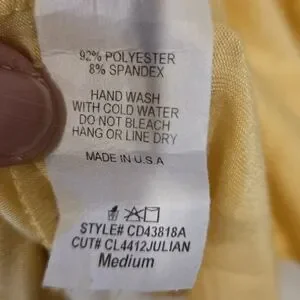 92% POLYESTER
8% SPANDEX
HAND WASH
WITH COLD WATER
DO NOT BLEACH
HANG OR LINE DRY
MADE IN U.S.A
STYLE# CD43818A
CUT# CL4412JULIAN
Medium